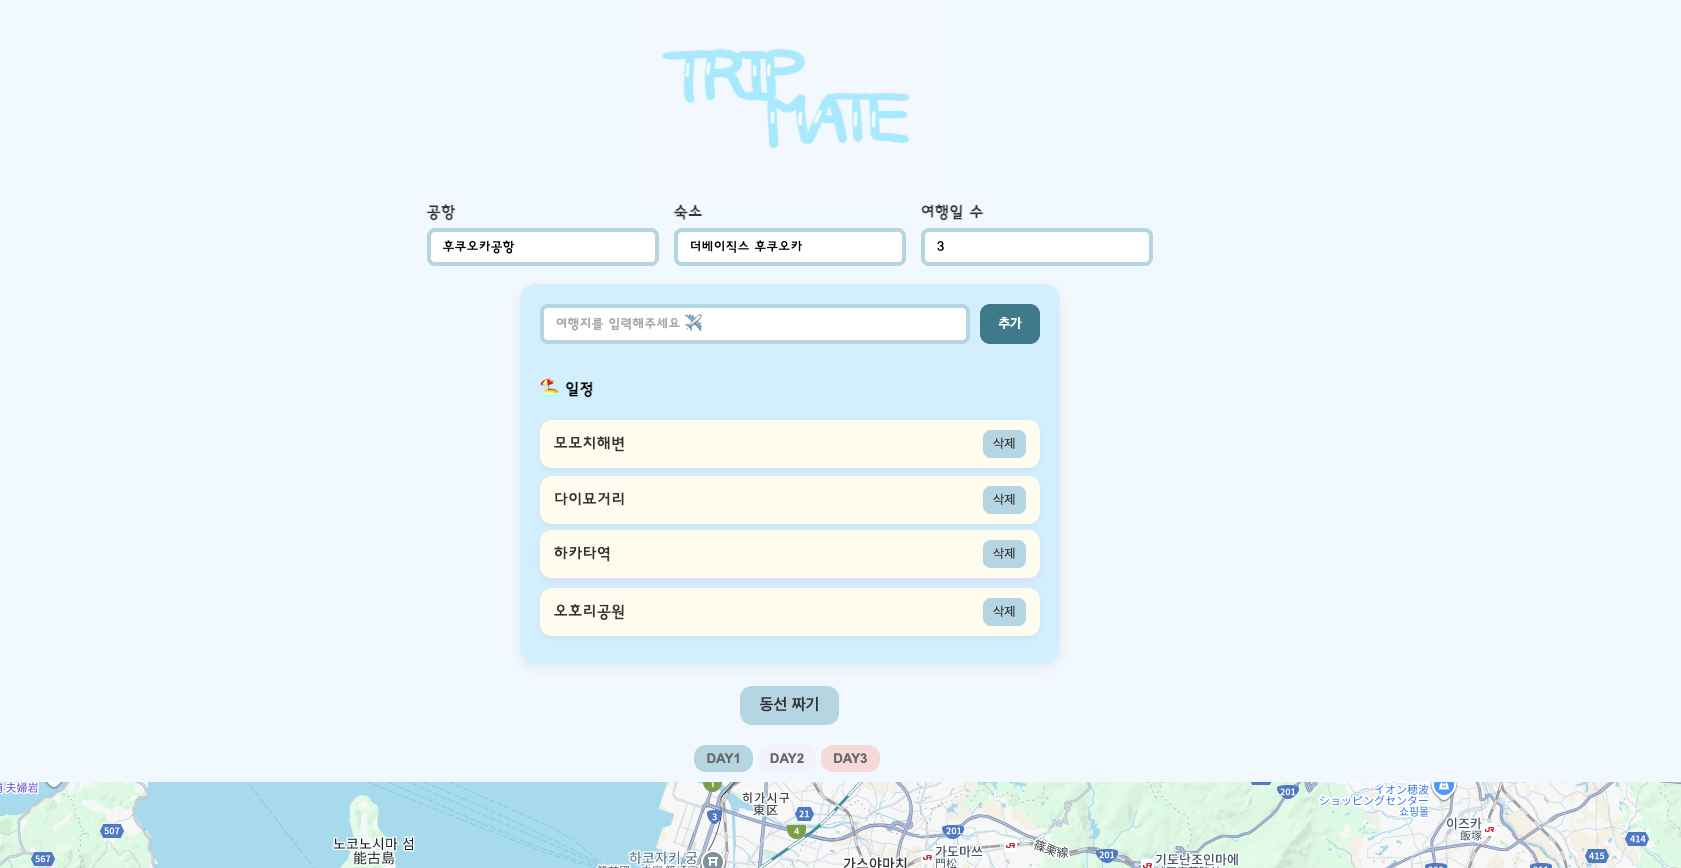 TRIP
MATE
공항
숙소
여행일 수
후쿠오카공항
더베이직스 후쿠오카
3
여행지를 입력해주세요 ✈️
추가
🏖️ 일정
모모치해변
삭제
다이묘거리
삭제
하카타역
삭제
오호리공원
삭제
동선 짜기
DAY1
DAY2
DAY3
夫婦岩
507
567
노코노시마 섬
能古島
히가시구
東区
1
3
21
4
201
하코자키 궁
가스야마치
가도마쓰
門松
篠栗線
201
기도난조인마에
201
イオン穂波
ショッピングセンター
쇼핑몰
이즈카
飯塚
JR
414
415